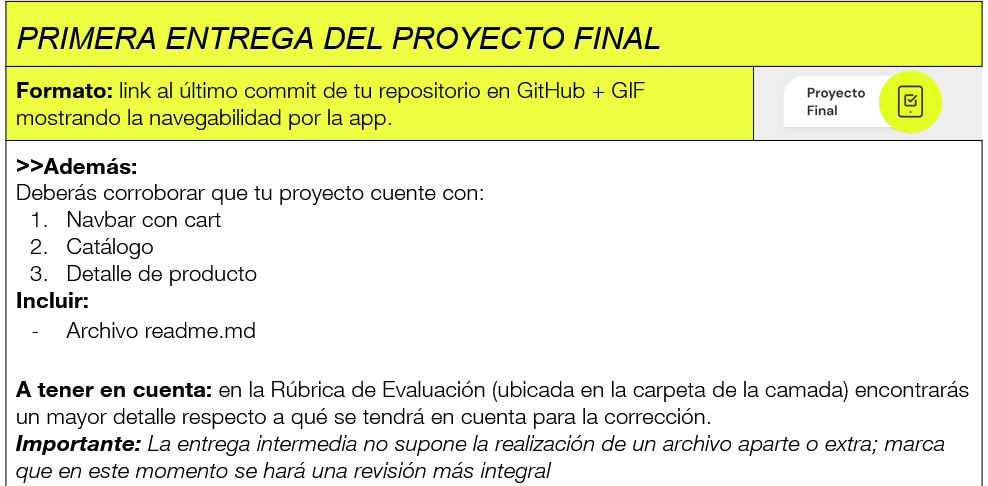 PRIMERA ENTREGA DEL PROYECTO FINAL
Formato: link al último commit de tu repositorio en GitHub + GIF
mostrando la navegabilidad por la app.
Proyecto
Final
>>Además:
Deberás corroborar que tu proyecto cuente con:
1. Navbar con cart
2. Catálogo
3. Detalle de producto
Incluir:
- Archivo readme.md
A tener en cuenta: en la Rúbrica de Evaluación (ubicada en la carpeta de la camada) encontrarás
un mayor detalle respecto a qué se tendrá en cuenta para la corrección.
Importante: La entrega intermedia no supone la realización de un archivo aparte o extra; marca
que en este momento se hará una revisión más integral